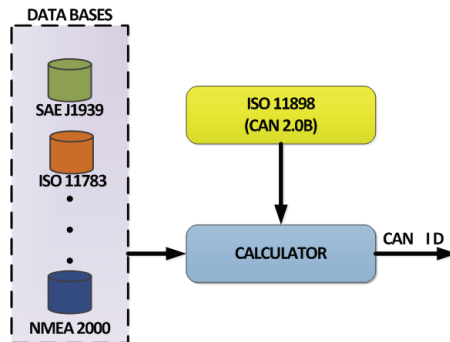 DATA BASES
SAE J1939
ISO 11783
NMEA 2000
ISO 11898
(CAN 2.0B)
CALCULATOR
CAN ID